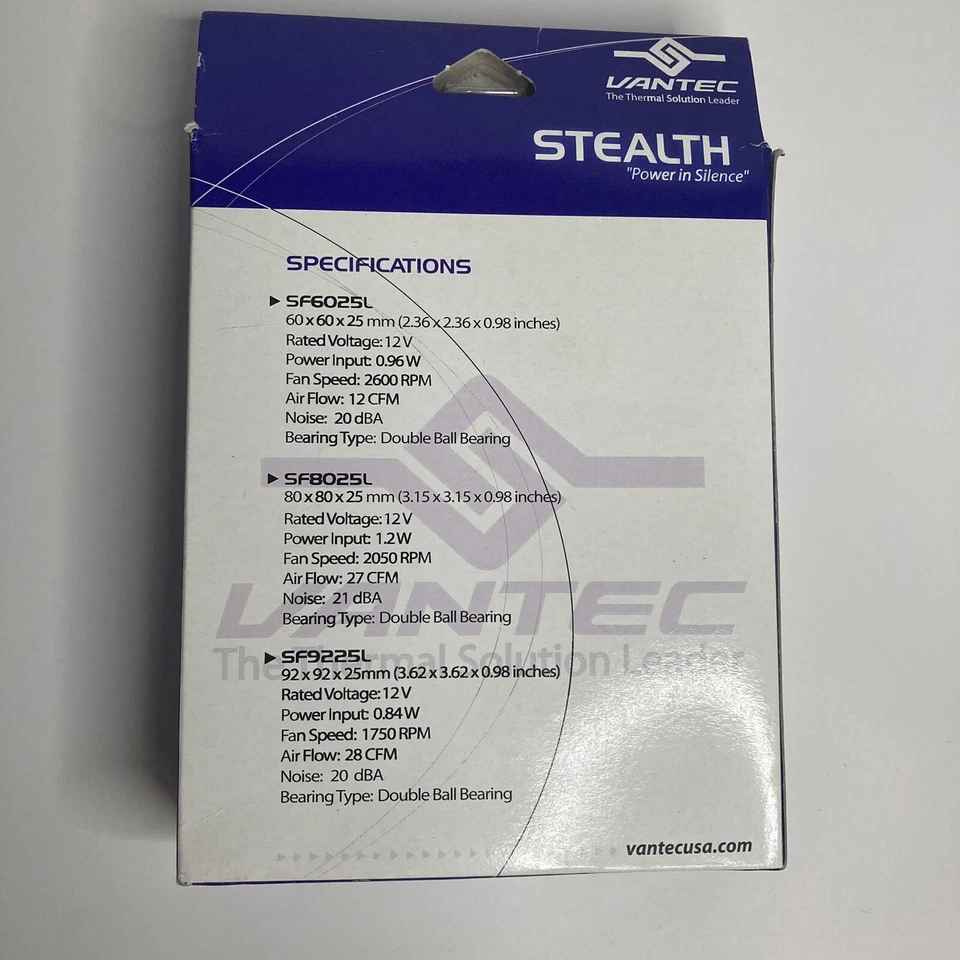 VANTEC
The Thermal Solution Leader
STEALTH
"Power in Silence"
SPECIFICATIONS
SF6025L
60 x 60 x 25 mm (2.36 x 2.36 x 0.98 inches)
Rated Voltage: 12 V
Power Input: 0.96 W
Fan Speed: 2600 RPM
Air Flow: 12 CFM
Noise: 20 dBA
Bearing Type: Double Ball Bearing
SF8025L
80 x 80 x 25 mm (3.15 x 3.15 x 0.98 inches)
Rated Voltage: 12 V
Power Input: 1.2 W
Fan Speed: 2050 RPM
Air Flow: 27 CFM
Noise: 21 dBA
VANTEC
Bearing Type: Double Ball Bearing
The Thermal Solution Leader
SF9225L
92 x 92 x 25mm (3.62 x 3.62 x 0.98 inches)
Rated Voltage: 12 V
Power Input: 0.84 W
Fan Speed: 1750 RPM
Air Flow: 28 CFM
Noise: 20 dBA
Bearing Type: Double Ball Bearing
vantecusa.com